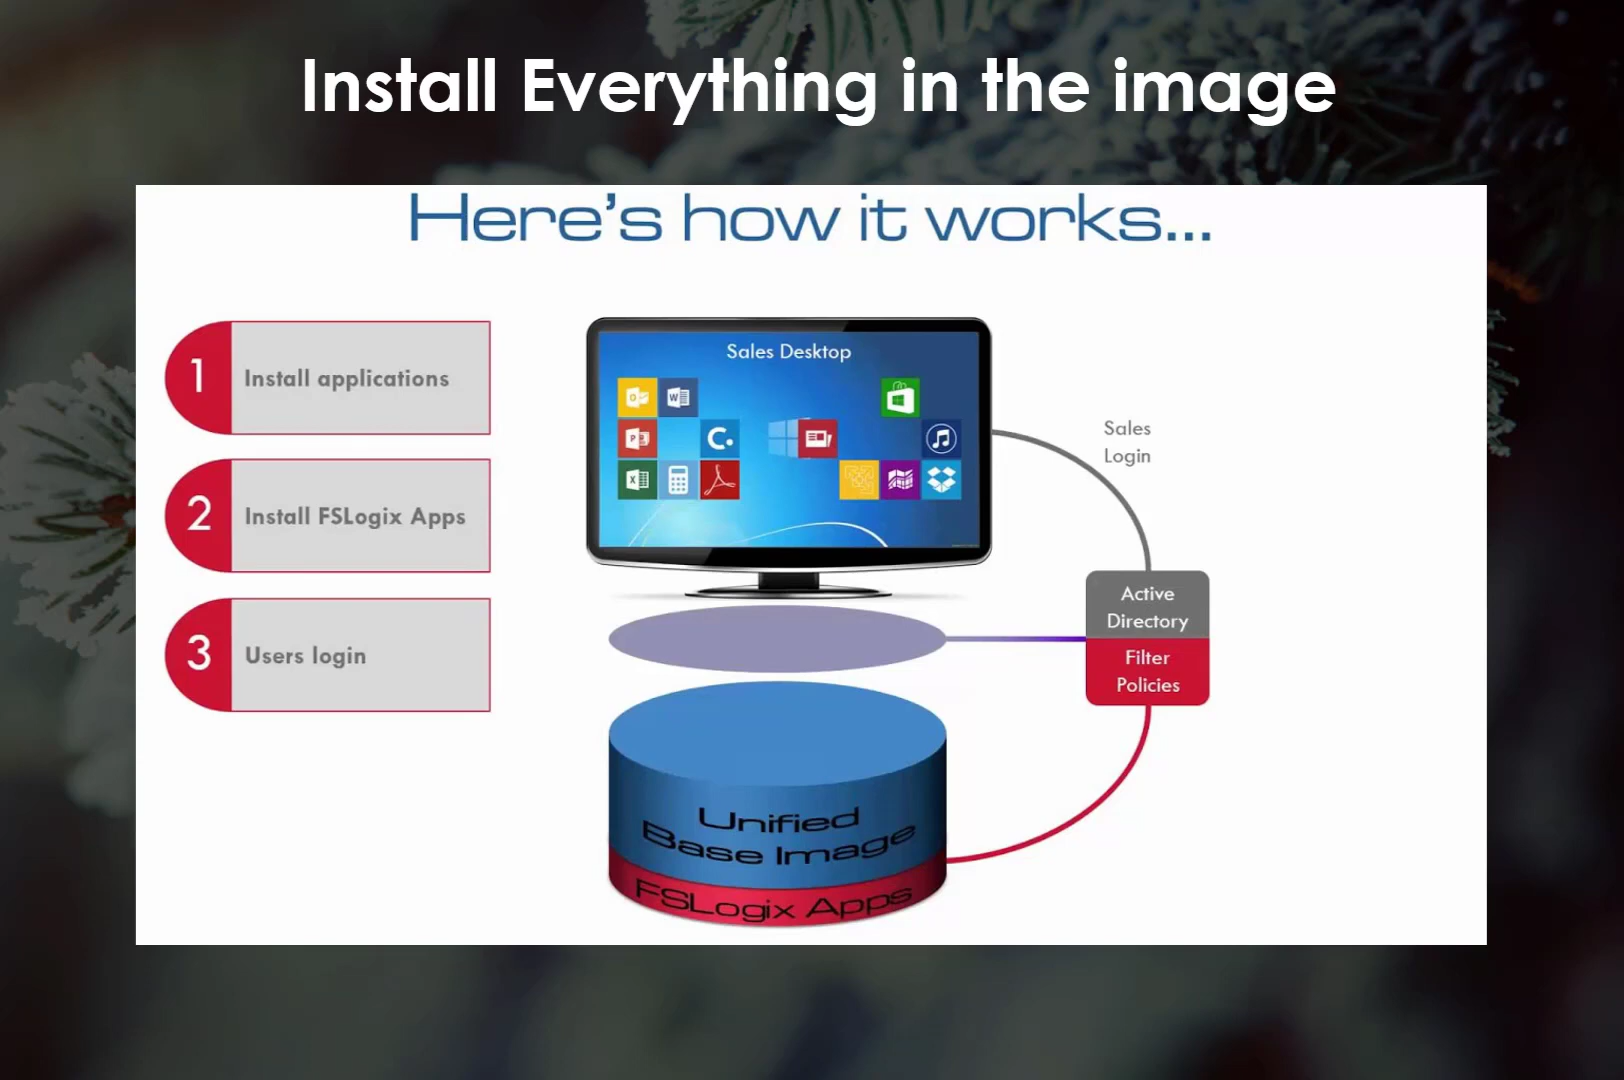 Install Everything in the image
Here's how it works...
1
Install applications
2
Install FSLogix Apps
3
Users login
Sales Desktop
Sales
Login
Active
Directory
Filter
Policies
Unified
Base Image
FSLogix Apps